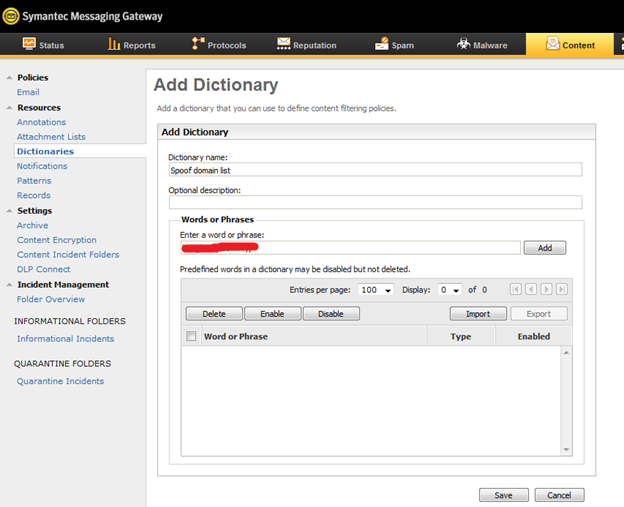 Symantec Messaging Gateway
Status Reports Protocols Reputation Spam Malware Content
Policies
Email
Resources
Annotations
Attachment Lists
Dictionaries
Notifications
Patterns
Records
Settings
Archive
Content Encryption
Content Incident Folders
DLP Connect
Incident Management
Folder Overview
INFORMATIONAL FOLDERS
Informational Incidents
QUARANTINE FOLDERS
Quarantine Incidents
Add Dictionary
Add a dictionary that you can use to define content filtering policies.
Add Dictionary
Dictionary name:
Spoof domain list
Optional description:
Words or Phrases
Enter a word or phrase:
Add
Predefined words in a dictionary may be disabled but not deleted.
Entries per page: 100 Display: 0 of 0
Delete Enable Disable Import Export
Word or Phrase Type Enabled
Save Cancel